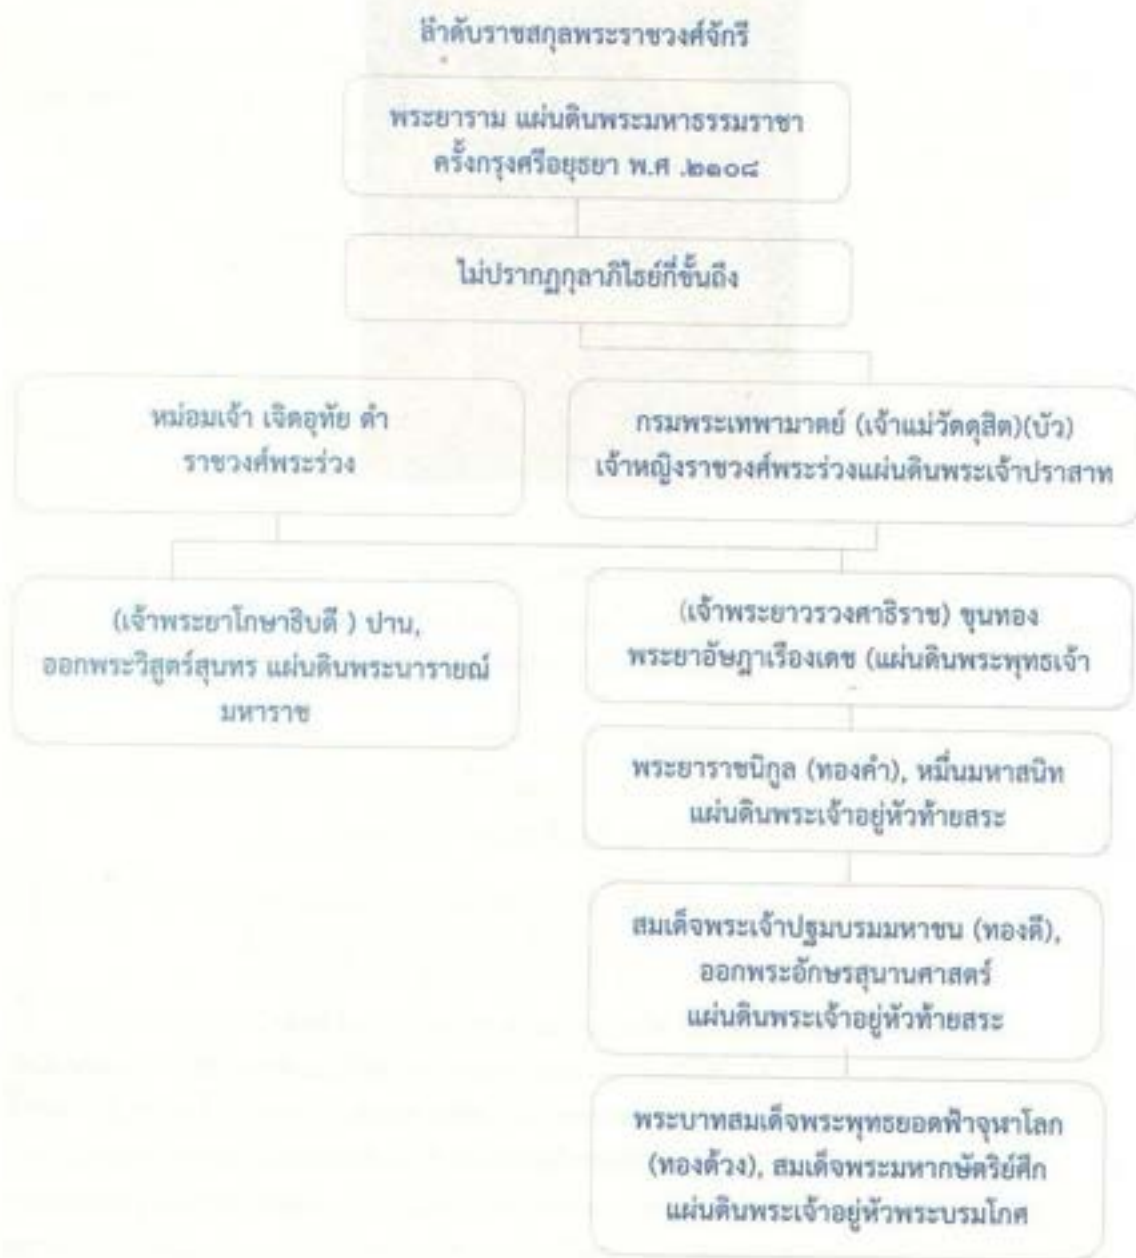 ลำดับราชสกุลพระราชวงศ์จักรี
พระยาราม แผ่นดินพระมหาธรรมราชา
ครั้งกรุงศรีอยุธยา พ.ศ .๒๑๐๘
ไม่ปรากฏกุลาภิไธย์กี่ชั้นถึง
หม่อมเจ้า เจิดอุทัย ดำ
ราชวงศ์พระร่วง
กรมพระเทพามาตย์ (เจ้าแม่วัดดุสิต)(บัว)
เจ้าหญิงราชวงศ์พระร่วงแผ่นดินพระเจ้าปราสาท
(เจ้าพระยาโกษาธิบดี ) ปาน,
ออกพระวิสูตร์สุนทร แผ่นดินพระนารายณ์
มหาราช
(เจ้าพระยาวรวงศาธิราช) ขุนทอง
พระยาอัษฎาเรืองเดช (แผ่นดินพระพุทธเจ้า
พระยาราชนิกูล (ทองคำ), หมื่นมหาสนิท
แผ่นดินพระเจ้าอยู่หัวท้ายสระ
สมเด็จพระเจ้าปฐมบรมมหาชน (ทองดี),
ออกพระอักษรสุนานศาสตร์
แผ่นดินพระเจ้าอยู่หัวท้ายสระ
พระบาทสมเด็จพระพุทธยอดฟ้าจุฬาโลก
(ทองด้วง), สมเด็จพระมหากษัตริย์ศึก
แผ่นดินพระเจ้าอยู่หัวพระบรมโกศ